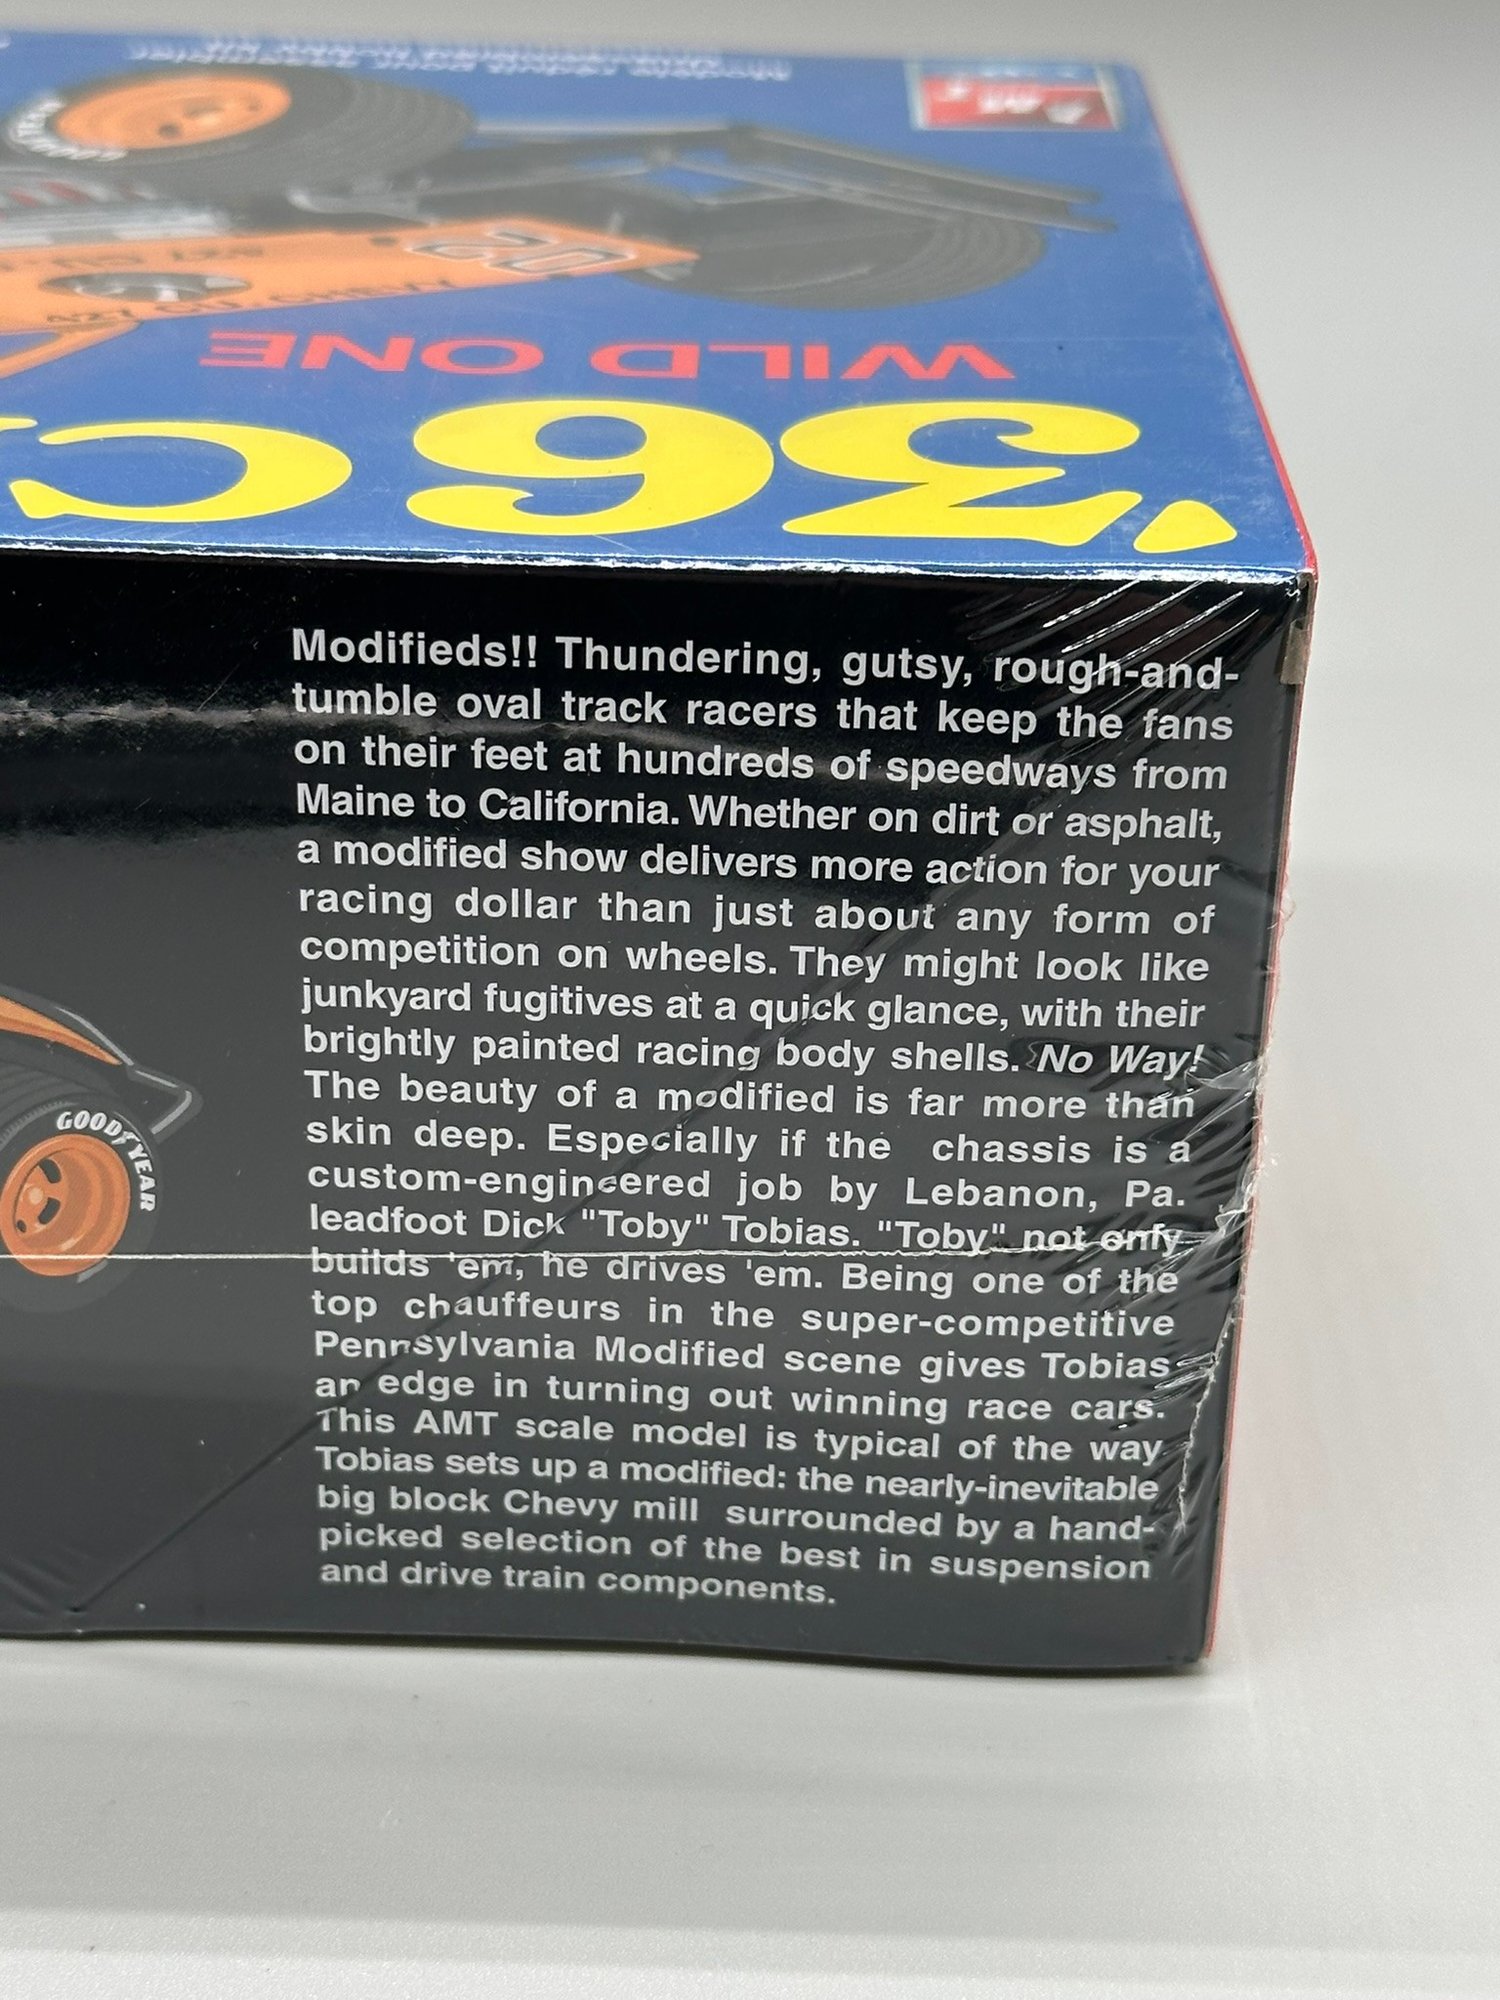 AMT
02
427 CU. CHEVY
WILD ONE
'36 C
Modifieds!! Thundering, gutsy, rough-and-
tumble oval track racers that keep the fans
on their feet at hundreds of speedways from
Maine to California. Whether on dirt or asphalt,
a modified show delivers more action for your
racing dollar than just about any form of
competition on wheels. They might look like
junkyard fugitives at a quick glance, with their
brightly painted racing body shells. No Way!
The beauty of a modified is far more than
skin deep. Especially if the chassis is a
custom-engineered job by Lebanon, Pa.
leadfoot Dick "Toby" Tobias. "Toby" not only
builds 'em, he drives 'em. Being one of the
top chauffeurs in the super-competitive
Pennsylvania Modified scene gives Tobias
an edge in turning out winning race cars.
This AMT scale model is typical of the way
Tobias sets up a modified: the nearly-inevitable
big block Chevy mill surrounded by a hand-
picked selection of the best in suspension
and drive train components.
GOODYEAR